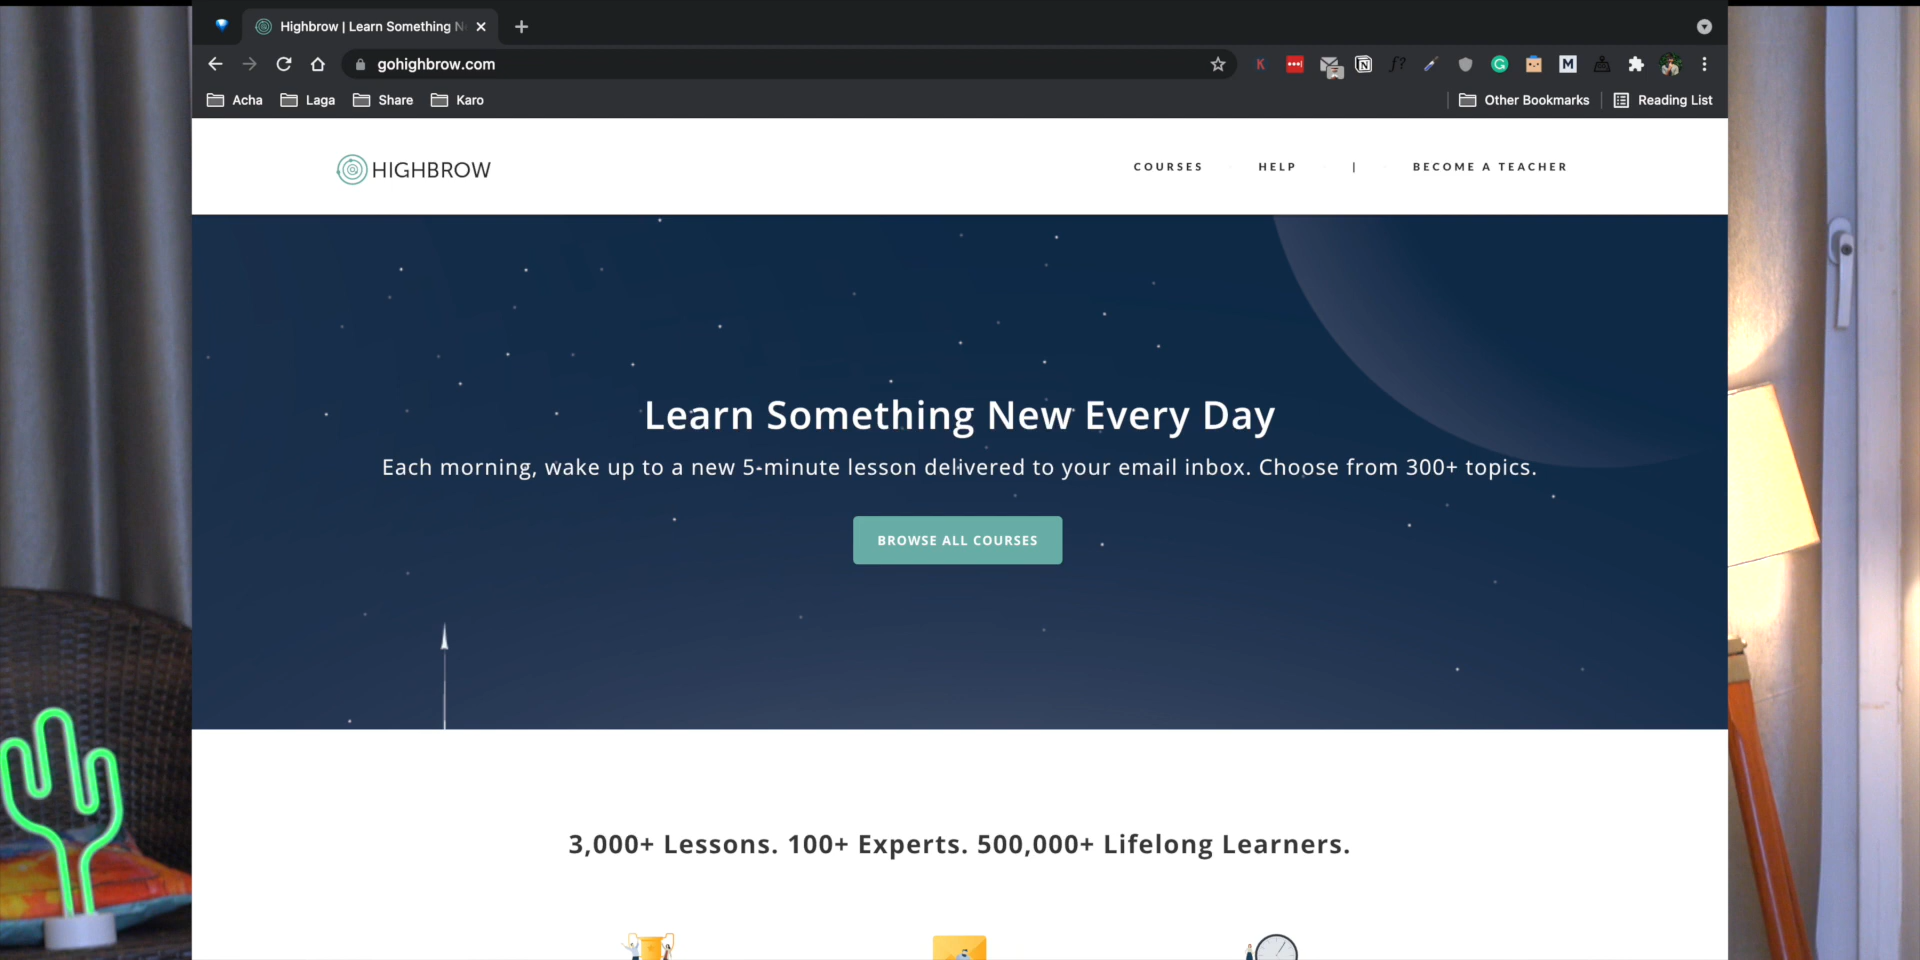 Highbrow | Learn Something N
gohighbrow.com
Acha Laga Share Karo Other Bookmarks Reading List
HIGHBROW COURSES HELP | BECOME A TEACHER
Learn Something New Every Day
Each morning, wake up to a new 5-minute lesson delivered to your email inbox. Choose from 300+ topics.
BROWSE ALL COURSES
3,000+ Lessons. 100+ Experts. 500,000+ Lifelong Learners.